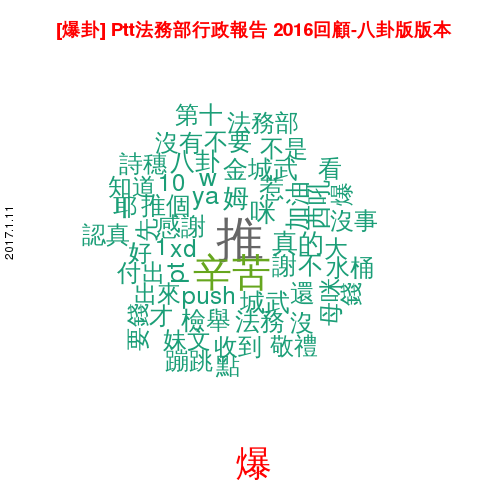 [爆卦] Ptt法務部行政報告 2016回顧-八卦版版本
2017.1.11
第十 法務部
沒有 不要 不是
詩穗 八卦 金城武 看
知道 10 w 惹 加油 西吼 爆
耶 推個 ya 姆 咪 沒事
認真 先 感謝 推 真的 大
好 1xd
付出 id 辛苦 謝 不 水桶
出來 push 城武 還 母咪 錢
要錢 才 檢舉 法務 沒
妹文 收到 敬禮
蹦跳 點
爆